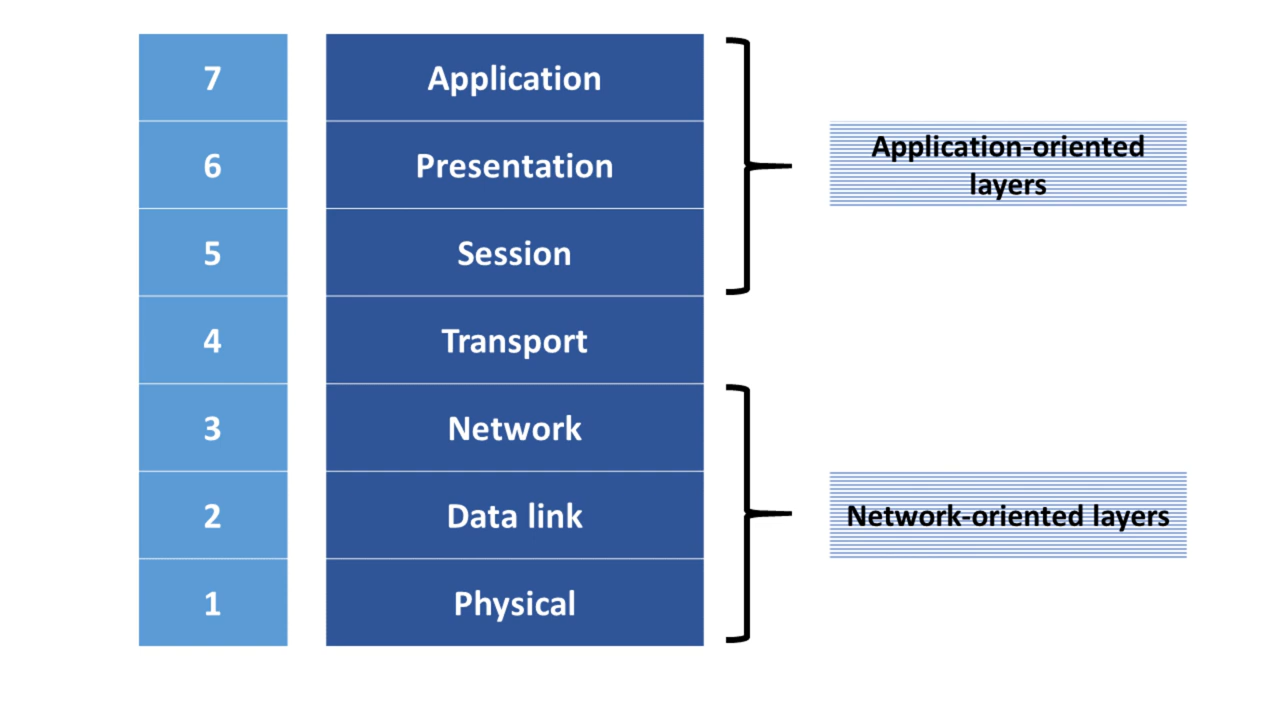 7 Application
6 Presentation
5 Session
4 Transport
3 Network
2 Data link
1 Physical
Application-oriented
layers
Network-oriented layers